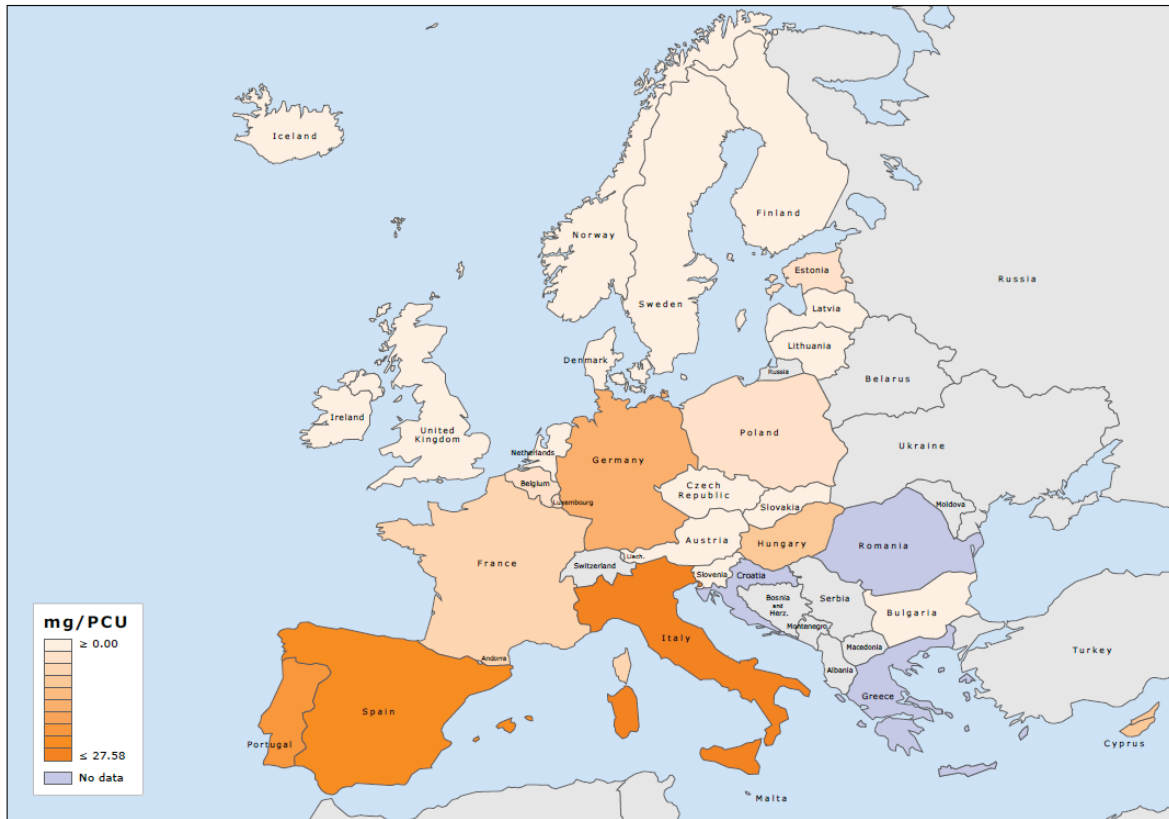 Iceland
Norway
Finland
Sweden
Estonia
Latvia
Lithuania
Russia
Russia
Denmark
Belarus
Ireland
United
Kingdom
Netherlands
Belgium
Luxembourg
Germany
Poland
Ukraine
Czech
Republic
Slovakia
Moldova
Austria
Hungary
Romania
France
Switzerland
Liech.
Slovenia
Croatia
Bosnia
and
Herz.
Serbia
Bulgaria
Montenegro
Macedonia
Albania
Italy
Andorra
Turkey
Greece
Spain
Portugal
Cyprus
Malta
mg/PCU
≥ 0.00
≤ 27.58
No data